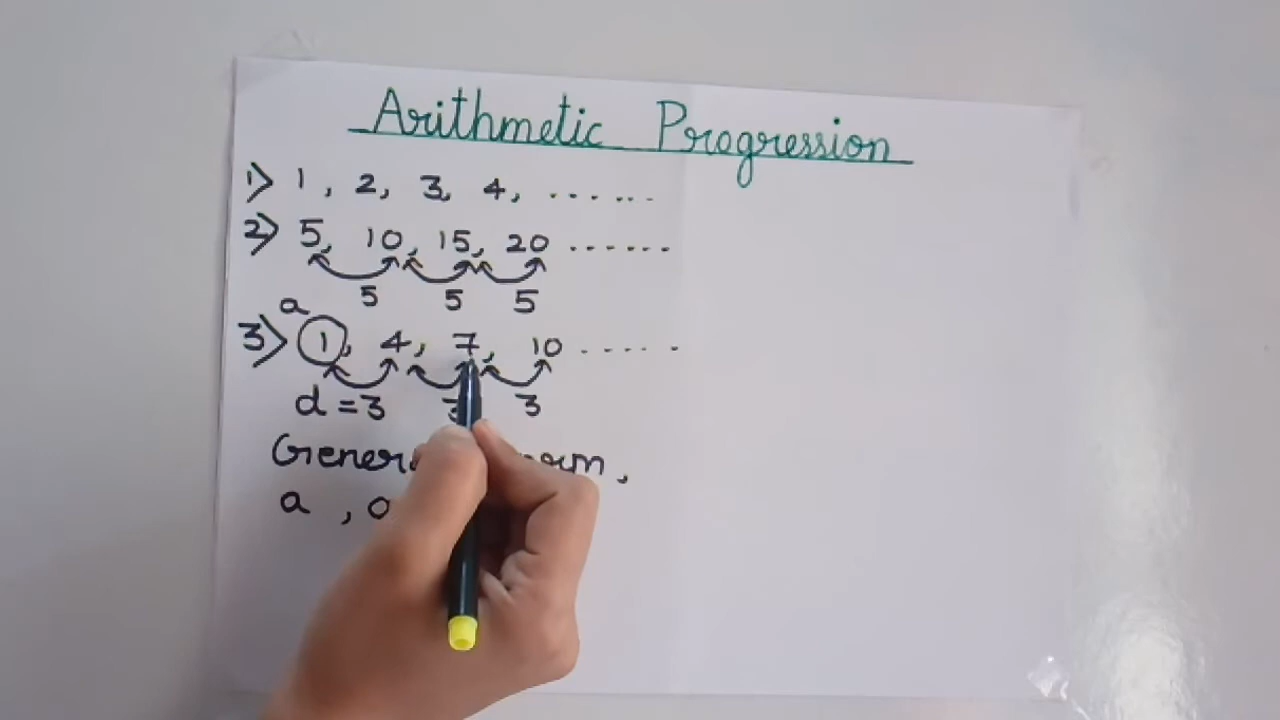 Arithmetic Progression
1> 1, 2, 3, 4, .......
2> 5, 10, 15, 20 .......
5 5 5
a
3> 1, 4, 7, 10 .....
d = 3 3
a ,